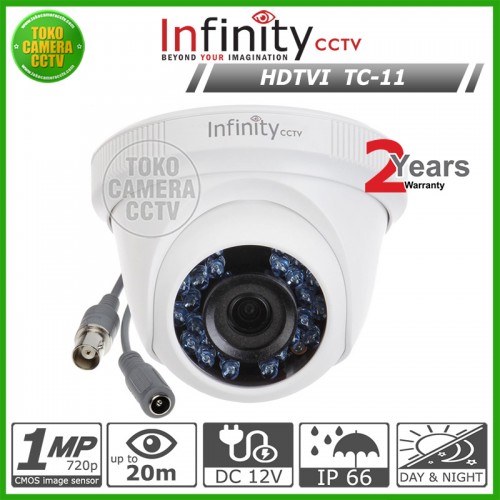 TOKO
CAMERA
CCTV
Infinity CCTV
BEYOND YOUR IMAGINATION
HDTVI TC-11
Infinity CCTV
TOKO
CAMERA
CCTV
2 Years
Warranty
1MP
720p
CMOS image sensor
up to
20m
DC 12V
IP 66
DAY & NIGHT